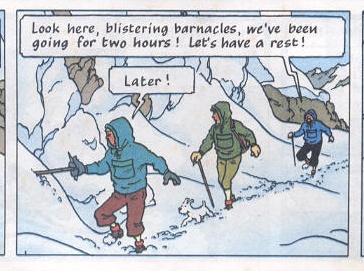 Look here, blistering barnacles, we've been
going for two hours! Let's have a rest!
Later!